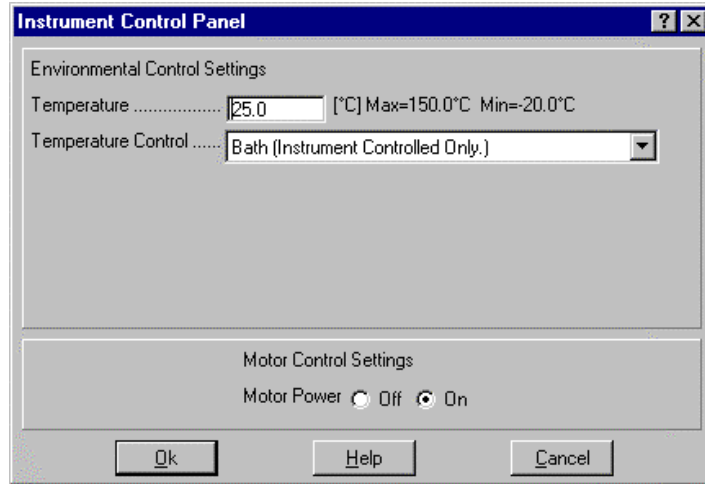 Instrument Control Panel
Environmental Control Settings
Temperature .................. 25.0 [°C] Max=150.0°C Min=-20.0°C
Temperature Control ...... Bath (Instrument Controlled Only.)
Motor Control Settings
Motor Power Off On
Ok Help Cancel